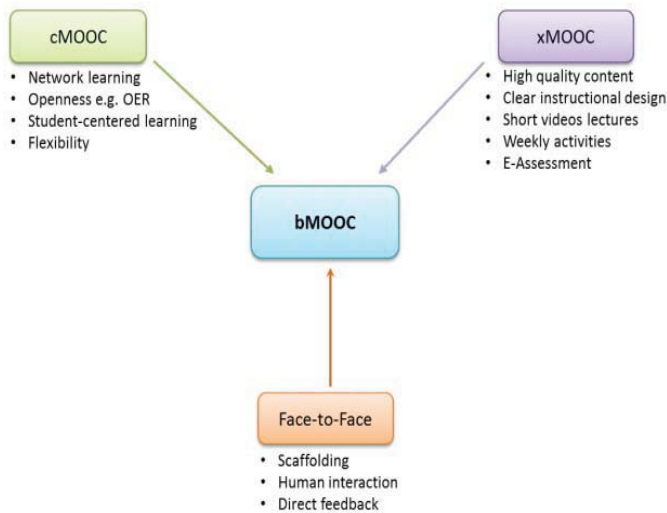 cMOOC
• Network learning
• Openness e.g. OER
• Student-centered learning
• Flexibility
xMOOC
• High quality content
• Clear instructional design
• Short videos lectures
• Weekly activities
• E-Assessment
bMOOC
Face-to-Face
• Scaffolding
• Human interaction
• Direct feedback